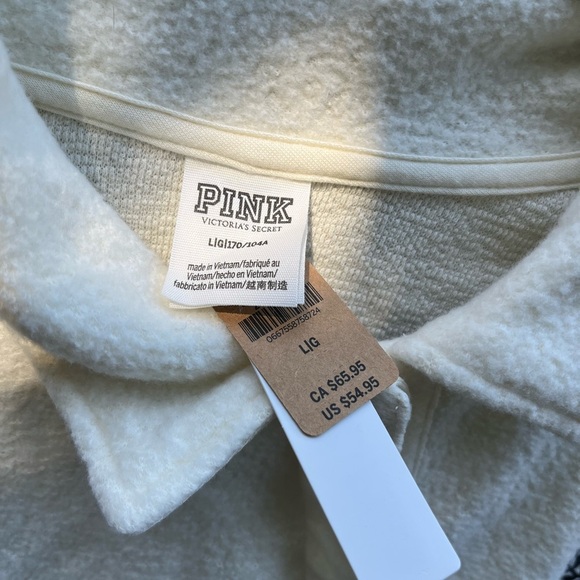 PINK
VICTORIA'S SECRET
L|G|170/104A
made in Vietnam/fabriqué au
Vietnam/hecho en Vietnam/
fabbricato in Vietnam/越南制造
0667558758724
L|G
CA $65.95
US $54.95